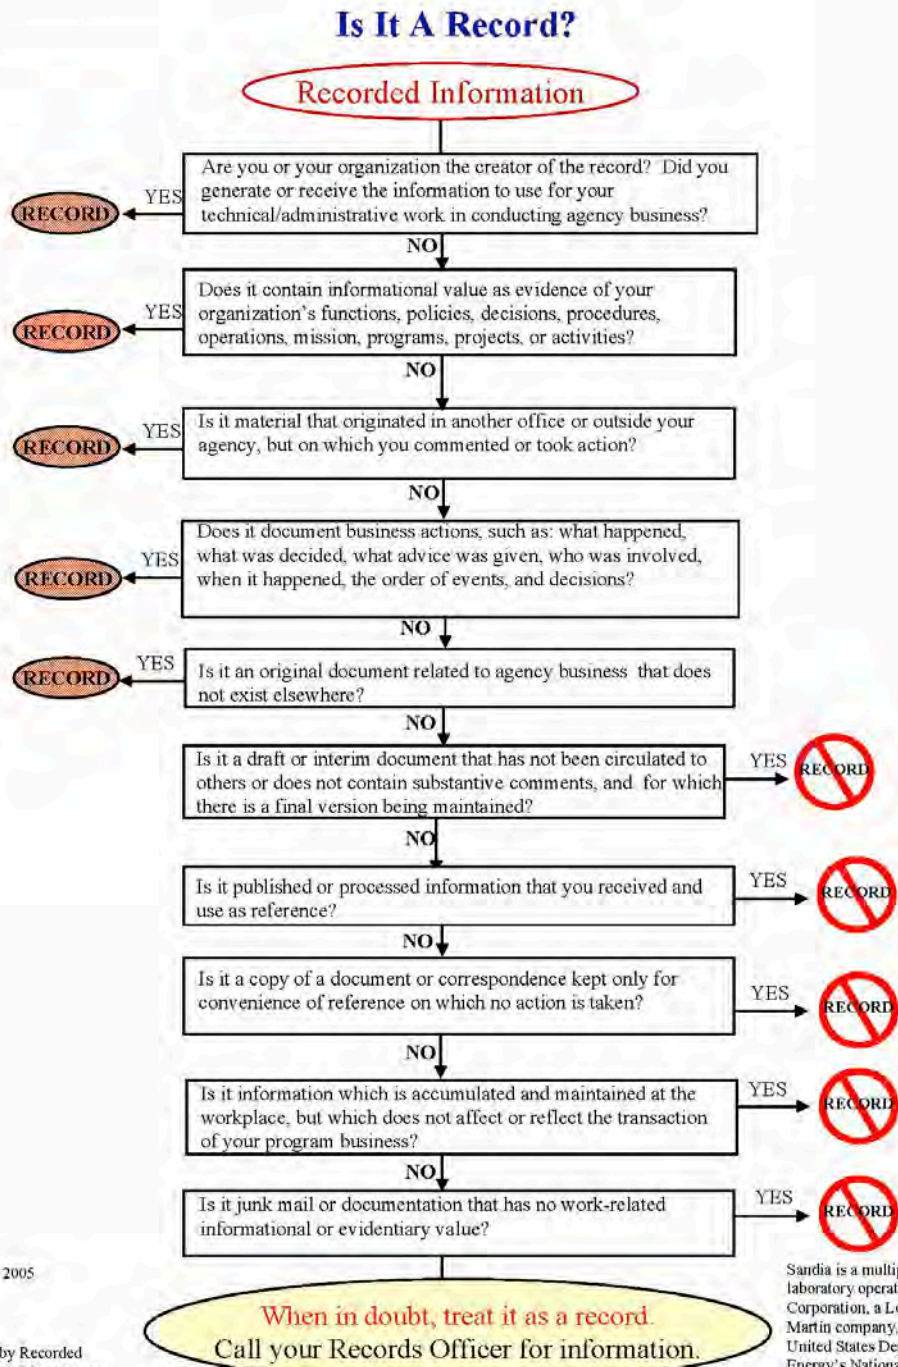 Is It A Record?
Recorded Information
Are you or your organization the creator of the record? Did you
generate or receive the information to use for your
technical/administrative work in conducting agency business?
YES
RECORD
NO
Does it contain informational value as evidence of your
organization's functions, policies, decisions, procedures,
operations, mission, programs, projects, or activities?
YES
RECORD
NO
Is it material that originated in another office or outside your
agency, but on which you commented or took action?
YES
RECORD
NO
Does it document business actions, such as: what happened,
what was decided, what advice was given, who was involved,
when it happened, the order of events, and decisions?
YES
RECORD
NO
Is it an original document related to agency business that does
not exist elsewhere?
YES
RECORD
NO
Is it a draft or interim document that has not been circulated to
others or does not contain substantive comments, and for which
there is a final version being maintained?
YES
RECORD
NO
Is it published or processed information that you received and
use as reference?
YES
RECORD
NO
Is it a copy of a document or correspondence kept only for
convenience of reference on which no action is taken?
YES
RECORD
NO
Is it information which is accumulated and maintained at the
workplace, but which does not affect or reflect the transaction
of your program business?
YES
RECORD
NO
Is it junk mail or documentation that has no work-related
informational or evidentiary value?
YES
RECORD
When in doubt, treat it as a record.
Call your Records Officer for information.
2005
by Recorded
Sandia is a
laboratory
Corporation, a
Martin company,
United States
Energy's